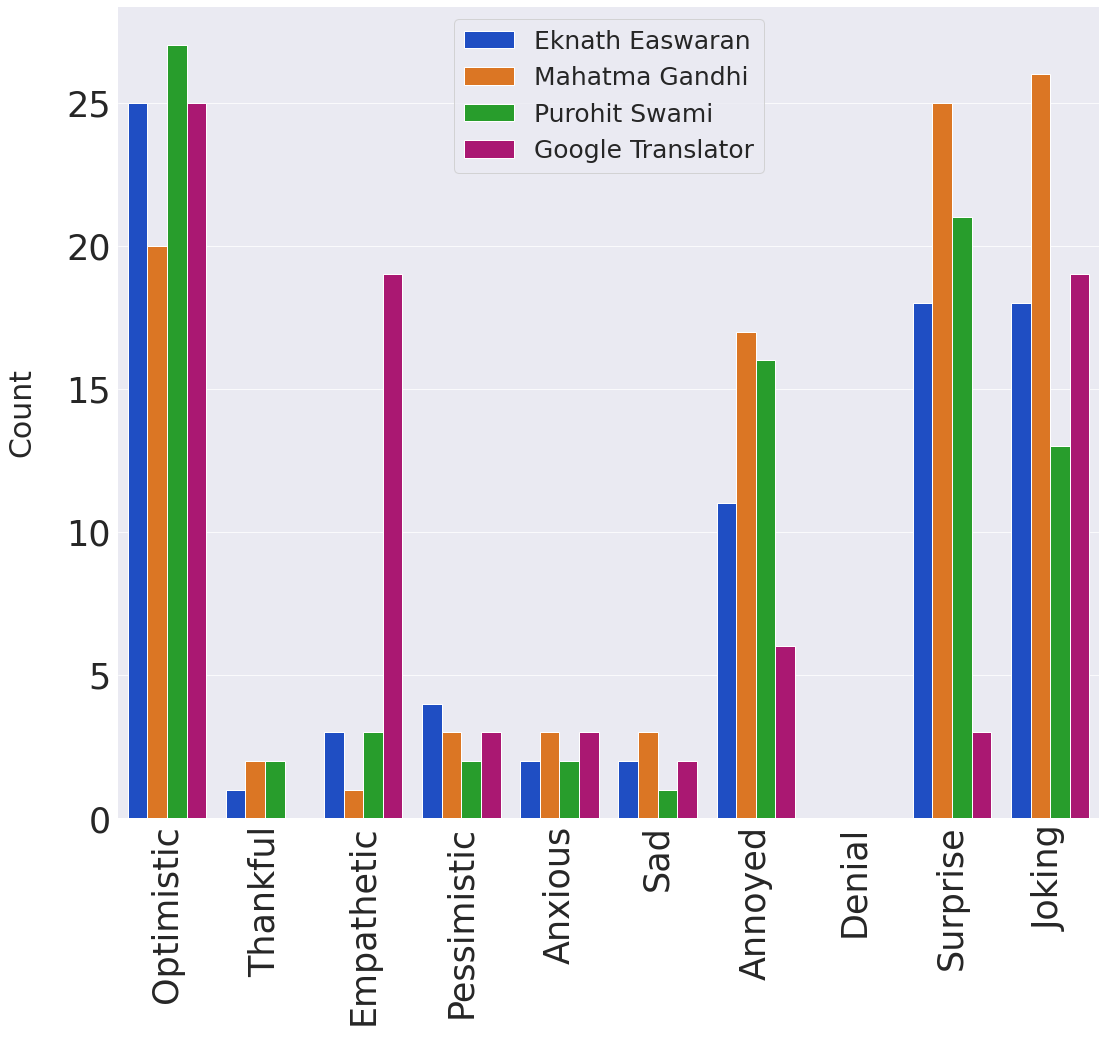 Eknath Easwaran
Mahatma Gandhi
Purohit Swami
Google Translator
Count
25
20
15
10
5
0
Optimistic
Thankful
Empathetic
Pessimistic
Anxious
Sad
Annoyed
Denial
Surprise
Joking